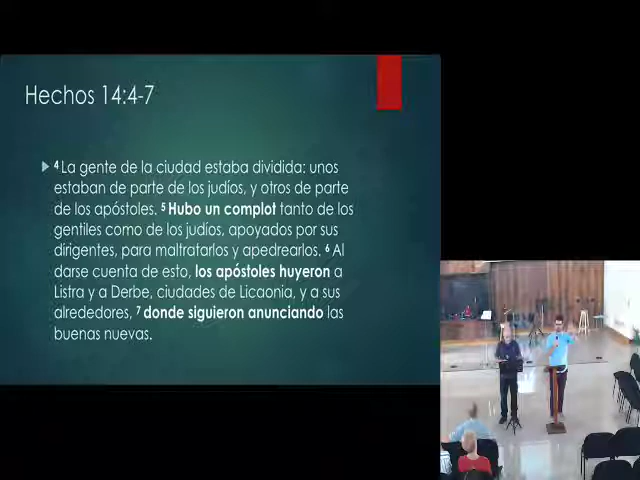 Hechos 14:4-7
4 La gente de la ciudad estaba dividida: unos
estaban de parte de los judíos, y otros de parte
de los apóstoles. 5 Hubo un complot tanto de los
gentiles como de los judíos, apoyados por sus
dirigentes, para maltratarlos y apedrearlos. 6 Al
darse cuenta de esto, los apóstoles huyeron a
Listra y a Derbe, ciudades de Licaonia, y a sus
alrededores, 7 donde siguieron anunciando las
buenas nuevas.